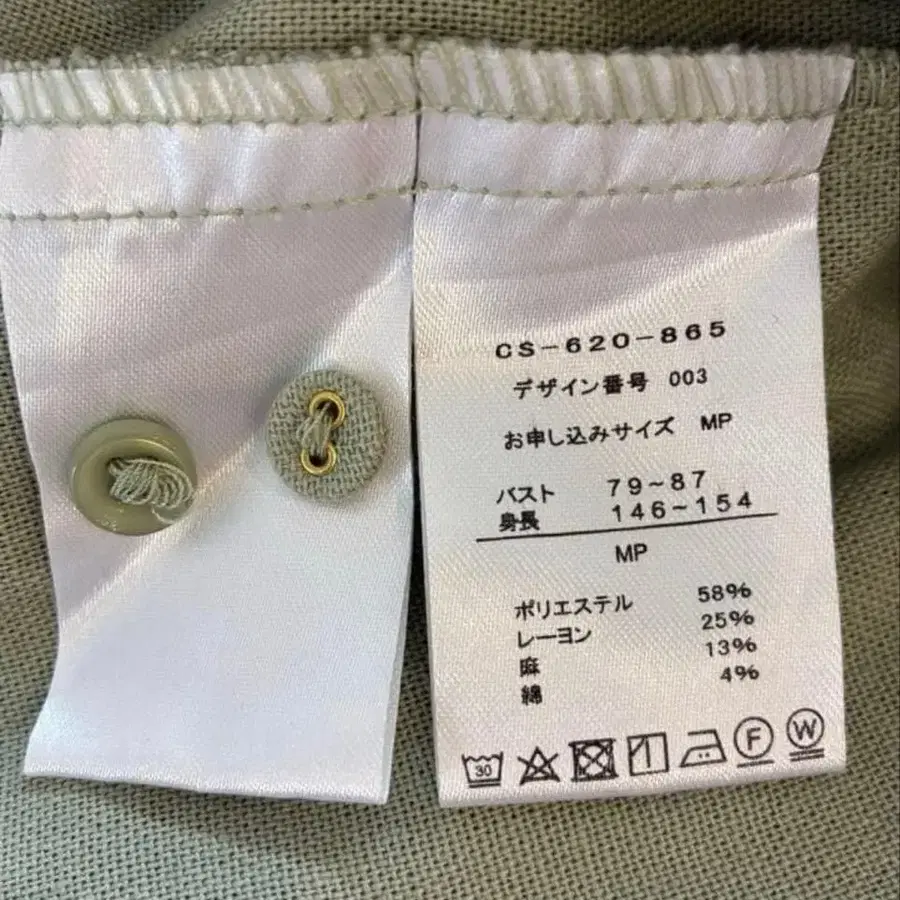 CS-620-865
デザイン番号 003
お申し込みサイズ MP
バスト 79~87
身長 146~154
MP
ポリエステル 58%
レーヨン 25%
麻 13%
綿 4%
30 F W